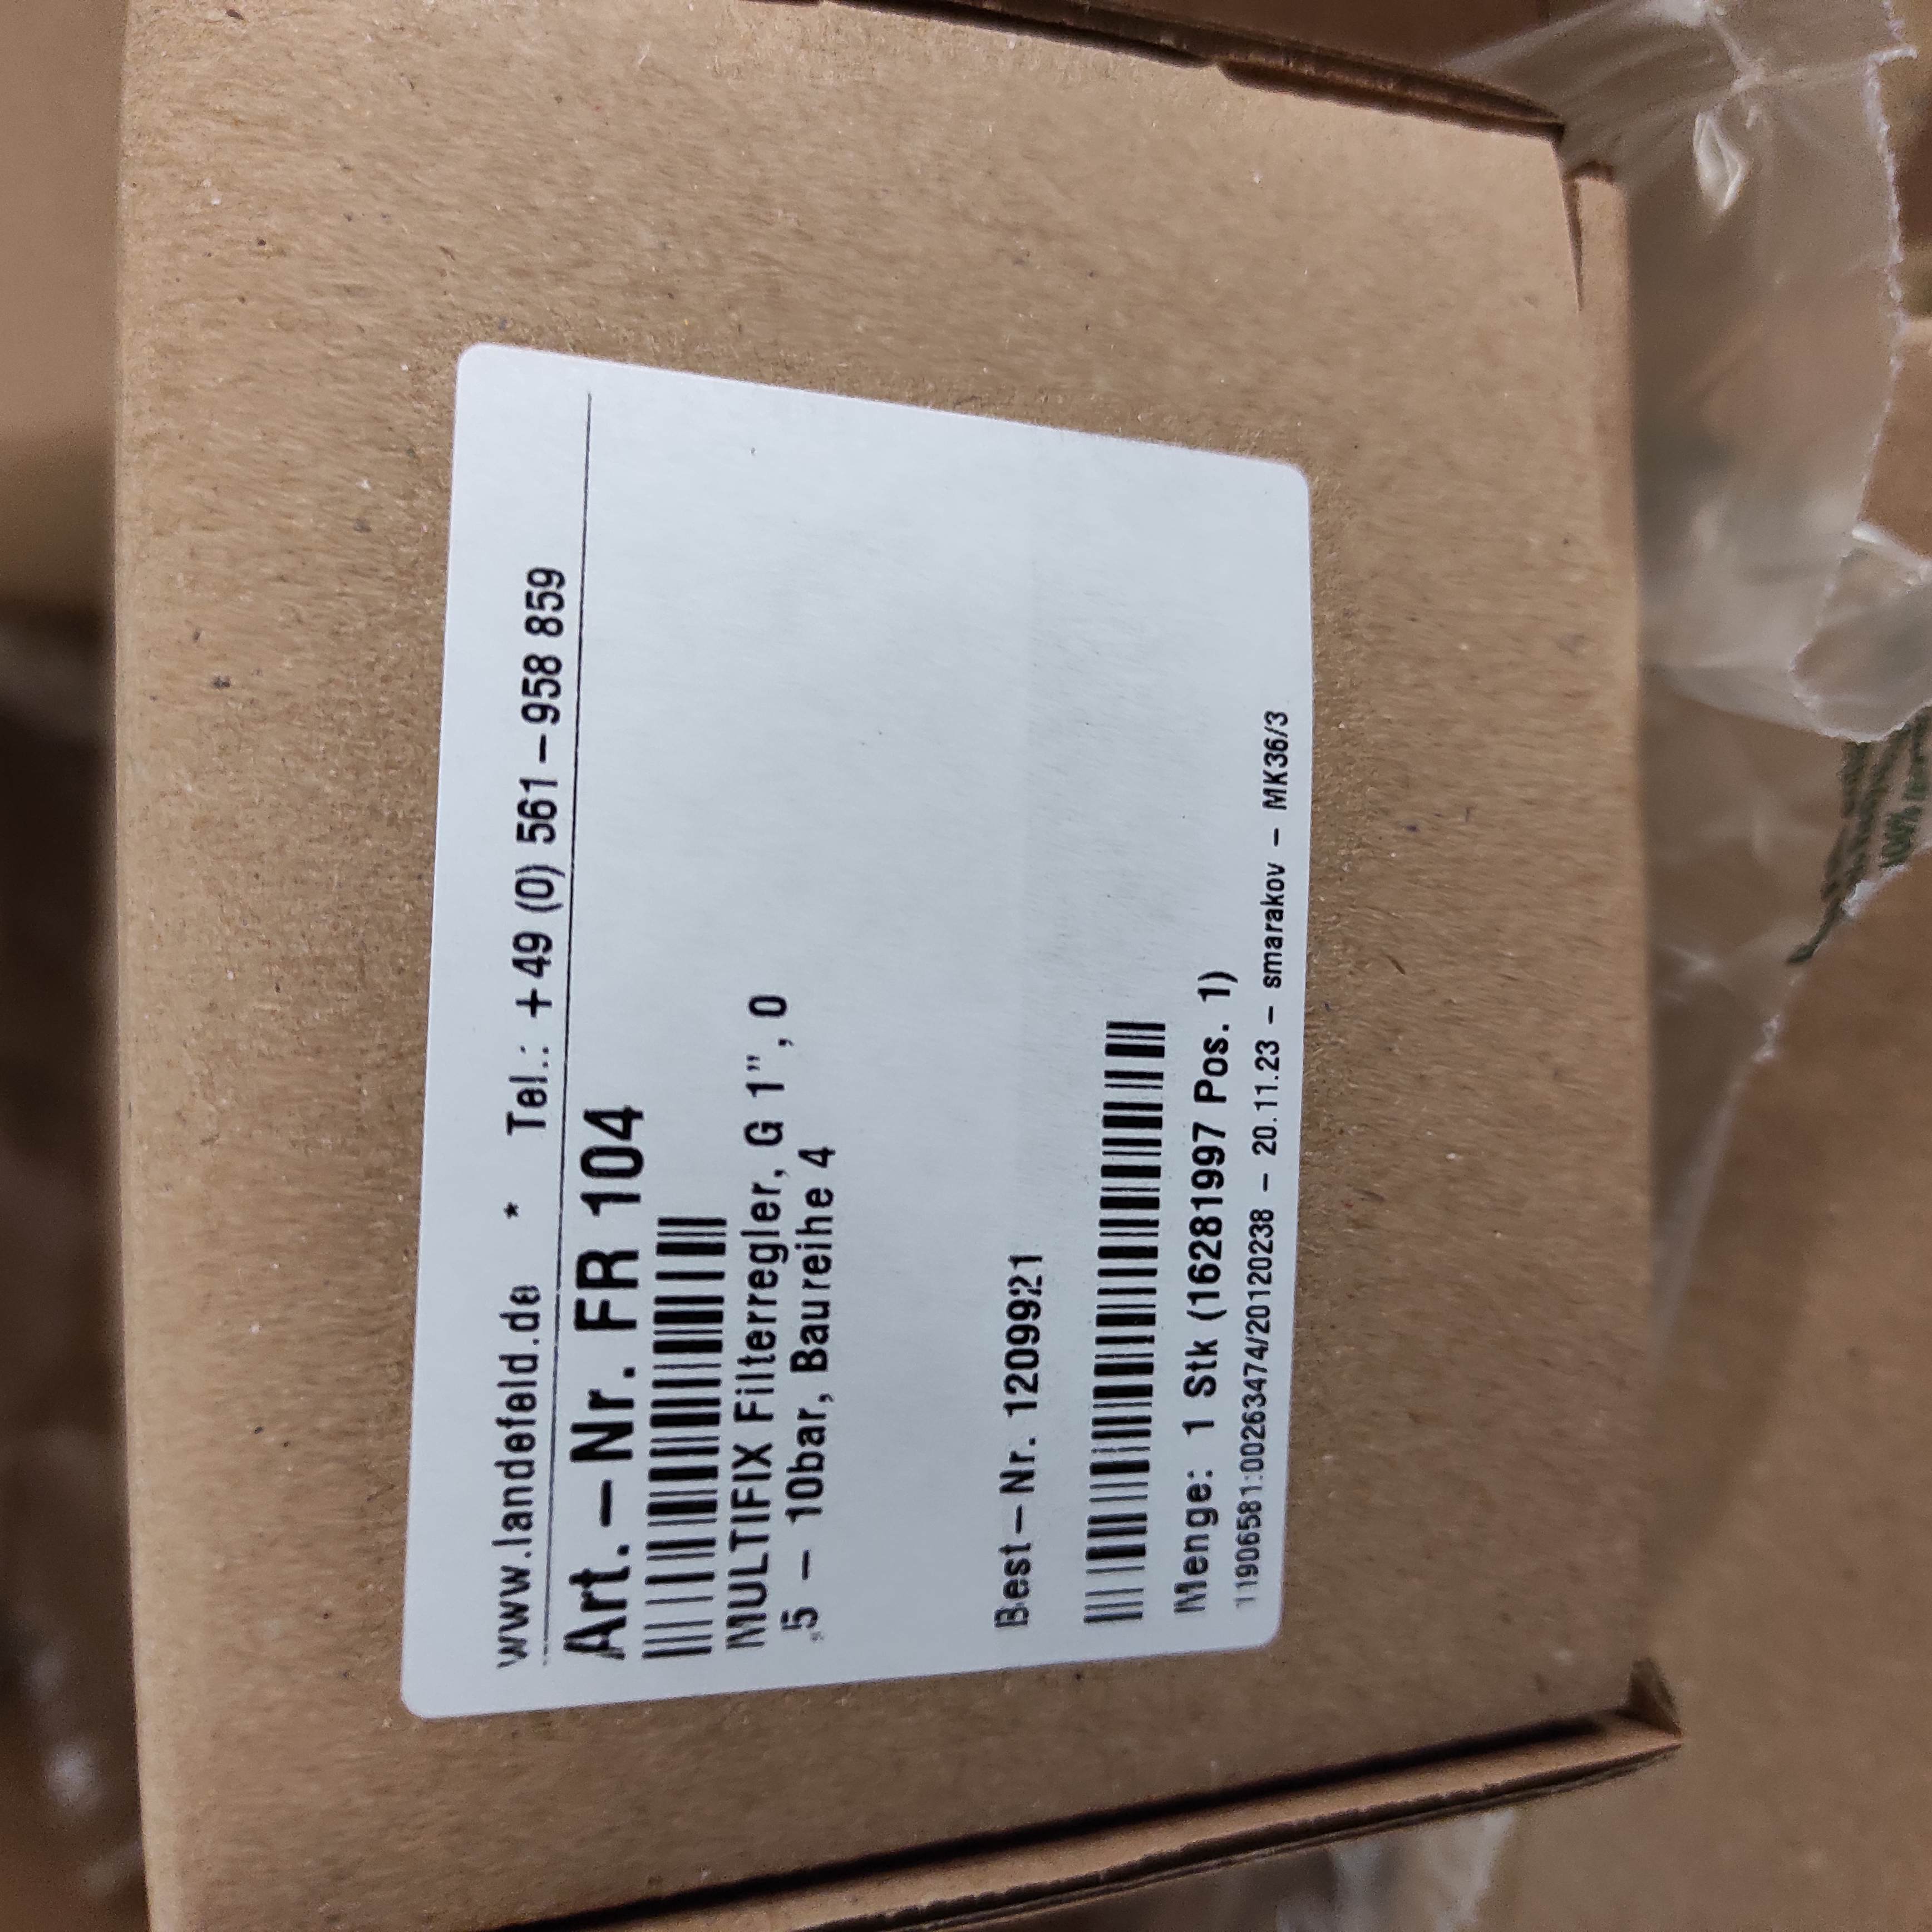 www.landefeld.de * Tel.: +49 (0) 561-958 859
Art.-Nr. FR 104
MULTIFIX Filterregler, G 1", 0
,5 - 10bar, Baureihe 4
Best-Nr. 1209921
Menge: 1 Stk (16281997 Pos. 1)
11906581:00263474/20120238 - 20.11.23 - smarakov - MK36/3
100%